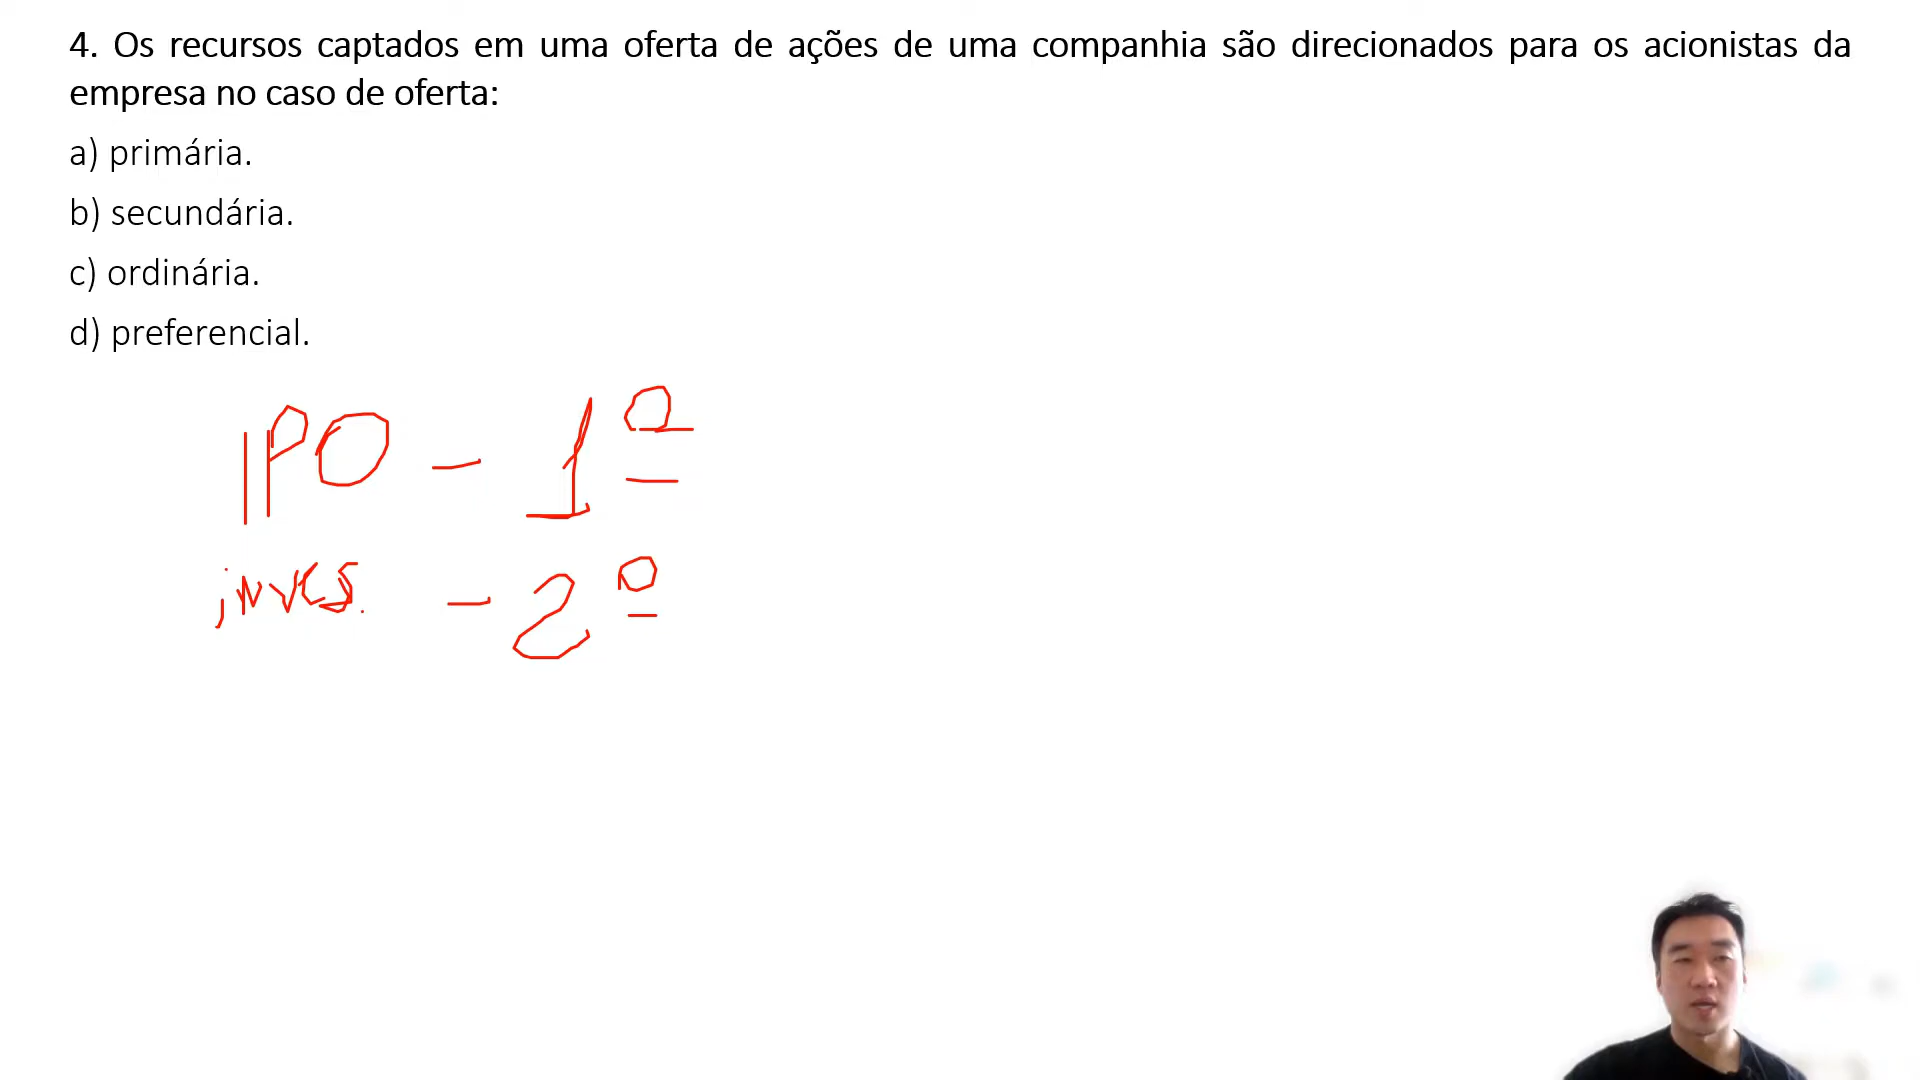 4. Os recursos captados em uma oferta de ações de uma companhia são direcionados para os acionistas da
empresa no caso de oferta:
a) primária.
b) secundária.
c) ordinária.
d) preferencial.
IPO - 1º
inves. - 2º